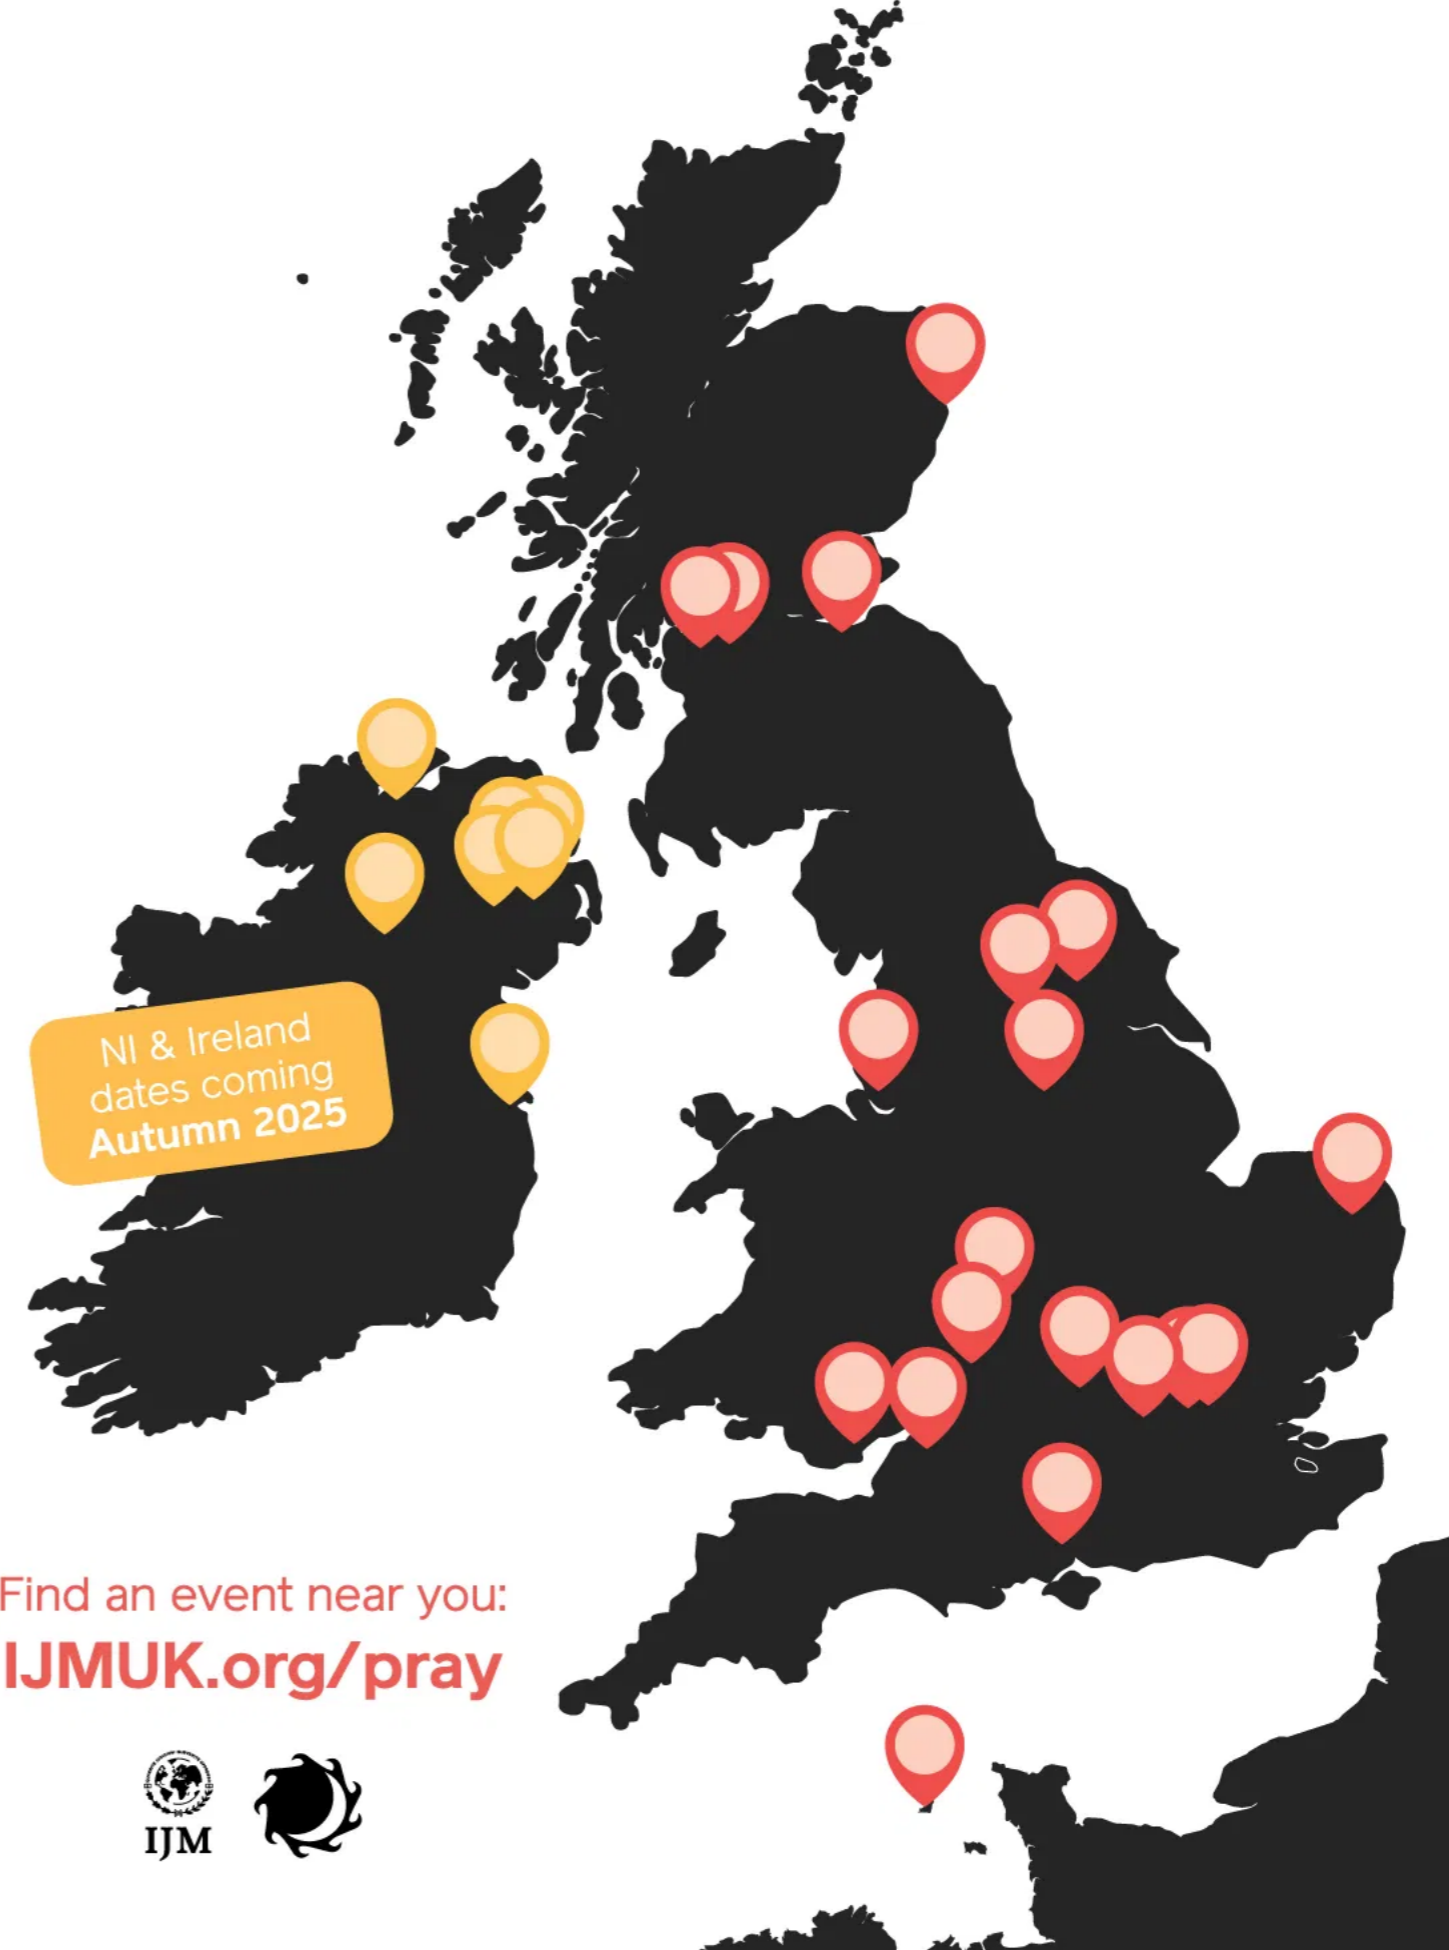 NI & Ireland
dates coming
Autumn 2025
Find an event near you:
IJMUK.org/pray
IJM